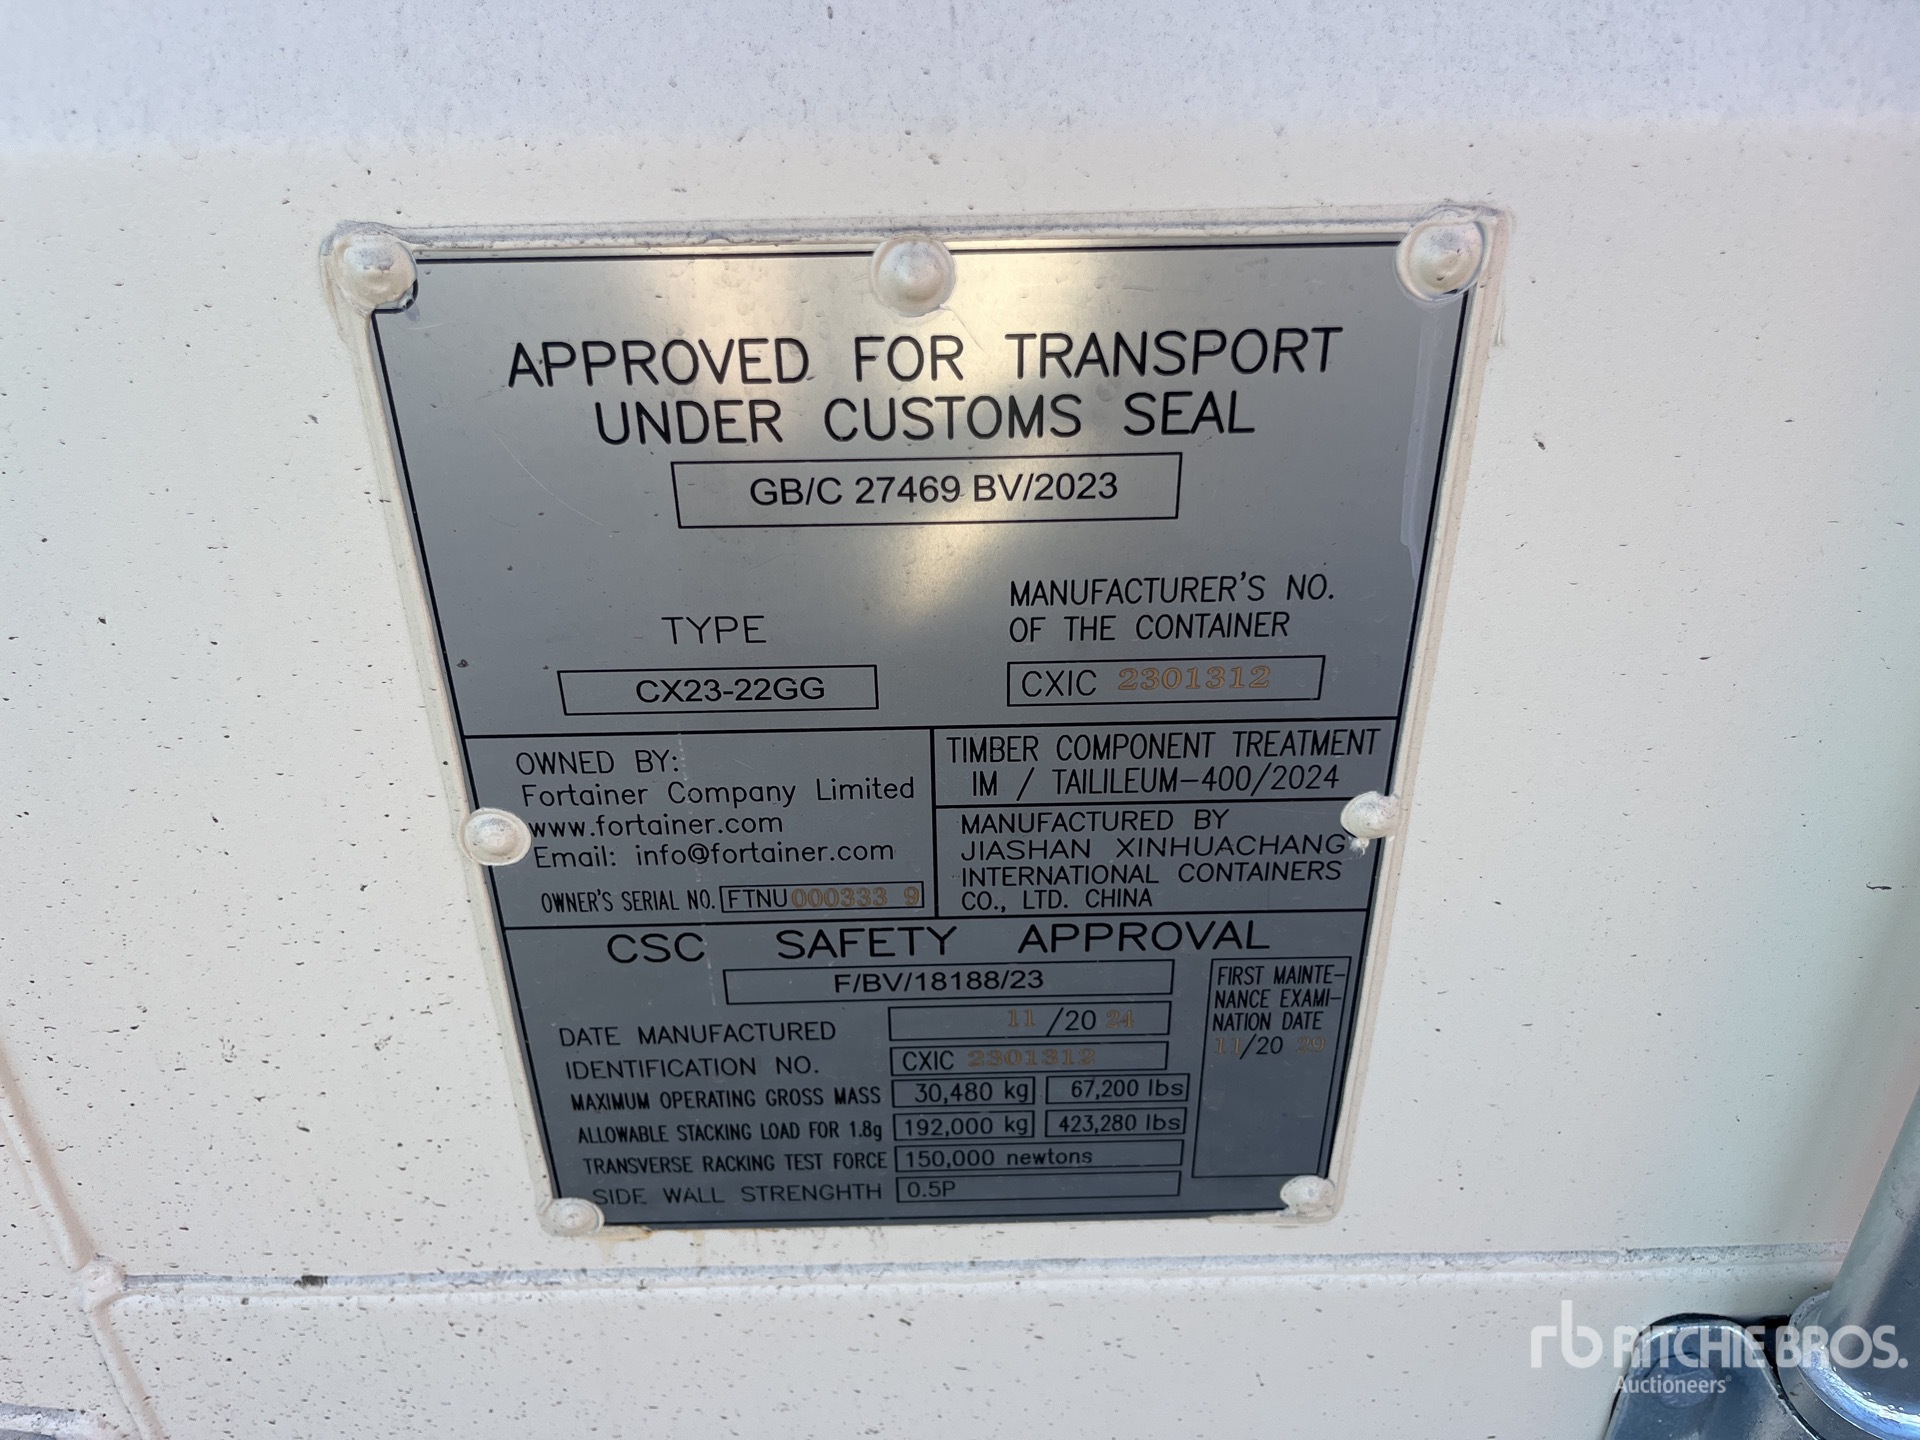 APPROVED FOR TRANSPORT
UNDER CUSTOMS SEAL
GB/C 27469 BV/2023
TYPE
CX23-22GG
MANUFACTURER'S NO.
OF THE CONTAINER
CXIC 2301312
OWNED BY:
Fortainer Company Limited
www.fortainer.com
Email: info@fortainer.com
OWNER'S SERIAL NO. FTNU 000333 9
TIMBER COMPONENT TREATMENT
IM / TAILILEUM-400/2024
MANUFACTURED BY
JIASHAN XINHUACHANG
INTERNATIONAL CONTAINERS
CO., LTD. CHINA
CSC SAFETY APPROVAL
F/BV/18188/23
DATE MANUFACTURED 11 /20 24
IDENTIFICATION NO. CXIC 2301312
MAXIMUM OPERATING GROSS MASS 30,480 kg 67,200 lbs
ALLOWABLE STACKING LOAD FOR 1.8g 192,000 kg 423,280 lbs
TRANSVERSE RACKING TEST FORCE 150,000 newtons
SIDE WALL STRENGHTH 0.5P
FIRST MAINTE-
NANCE EXAMI-
NATION DATE
11/20 29
rb RITCHIE BROS.
Auctioneers